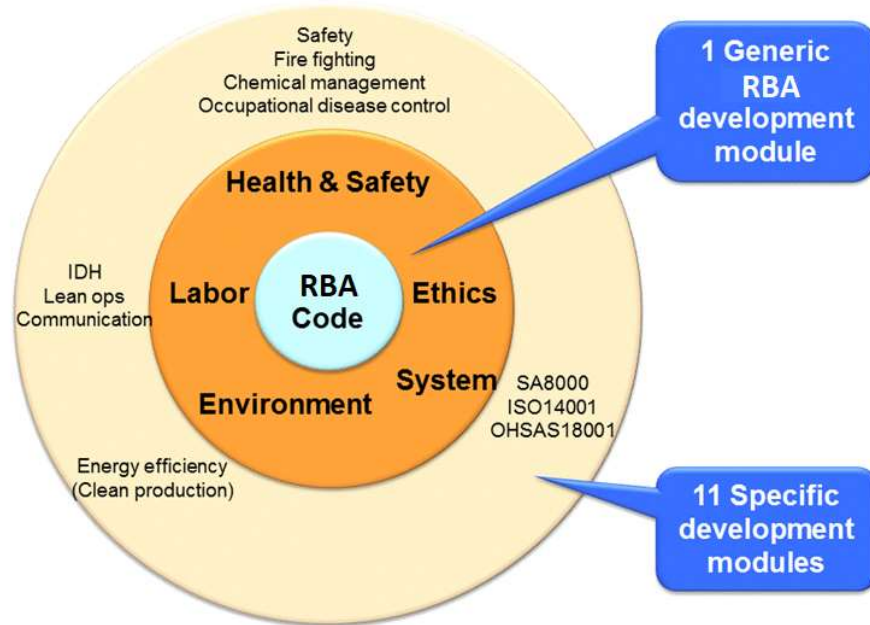 Safety
Fire fighting
Chemical management
Occupational disease control
1 Generic
RBA
development
module
Health & Safety
IDH
Lean ops
Communication
Labor
RBA
Code
Ethics
System
Environment
SA8000
ISO14001
OHSAS18001
Energy efficiency
(Clean production)
11 Specific
development
modules